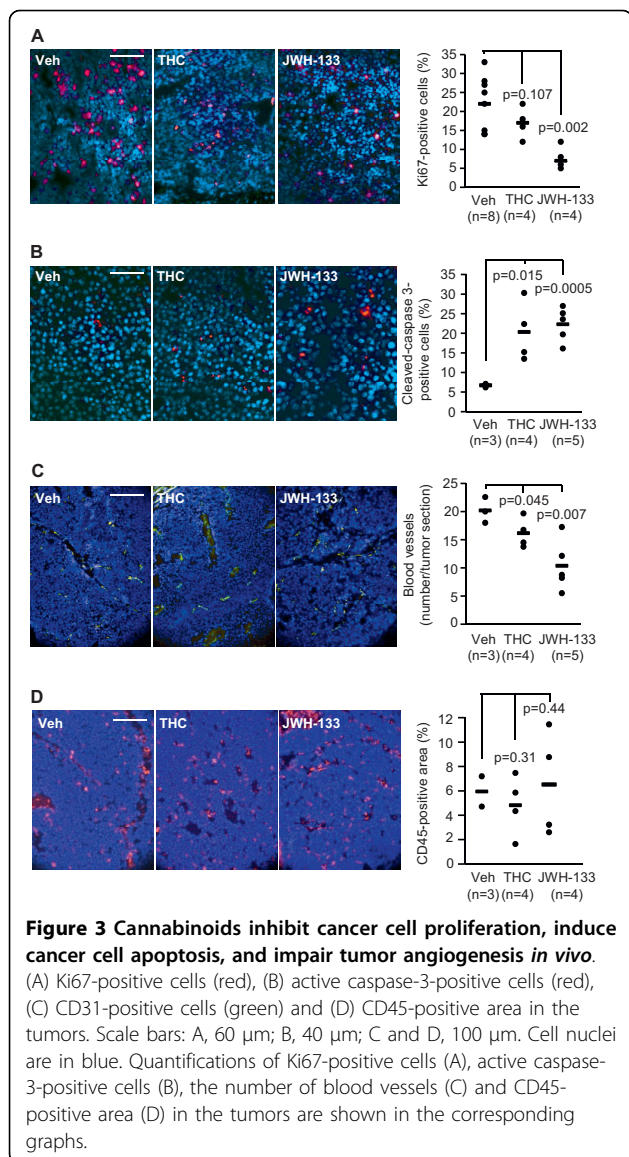 A
Veh
THC
JWH-133
Ki67-positive cells (%)
35
30
25
20
15
10
5
0
p=0.107
p=0.002
Veh THC JWH-133
(n=8) (n=4) (n=4)
B
Veh
THC
JWH-133
Cleaved-caspase 3-
positive cells (%)
35
30
25
20
15
10
5
0
p=0.015
p=0.0005
Veh THC JWH-133
(n=3) (n=4) (n=5)
C
Veh
THC
JWH-133
Blood vessels
(number/tumor section)
25
20
15
10
5
0
p=0.045
p=0.007
Veh THC JWH-133
(n=3) (n=4) (n=5)
D
Veh
THC
JWH-133
CD45-positive area (%)
12
10
8
6
4
2
0
p=0.44
p=0.31
Veh THC JWH-133
(n=3) (n=4) (n=4)
Figure 3 Cannabinoids inhibit cancer cell proliferation, induce
cancer cell apoptosis, and impair tumor angiogenesis in vivo.
(A) Ki67-positive cells (red), (B) active caspase-3-positive cells (red),
(C) CD31-positive cells (green) and (D) CD45-positive area in the
tumors. Scale bars: A, 60 μm; B, 40 μm; C and D, 100 μm. Cell nuclei
are in blue. Quantifications of Ki67-positive cells (A), active caspase-
3-positive cells (B), the number of blood vessels (C) and CD45-
positive area (D) in the tumors are shown in the corresponding
graphs.